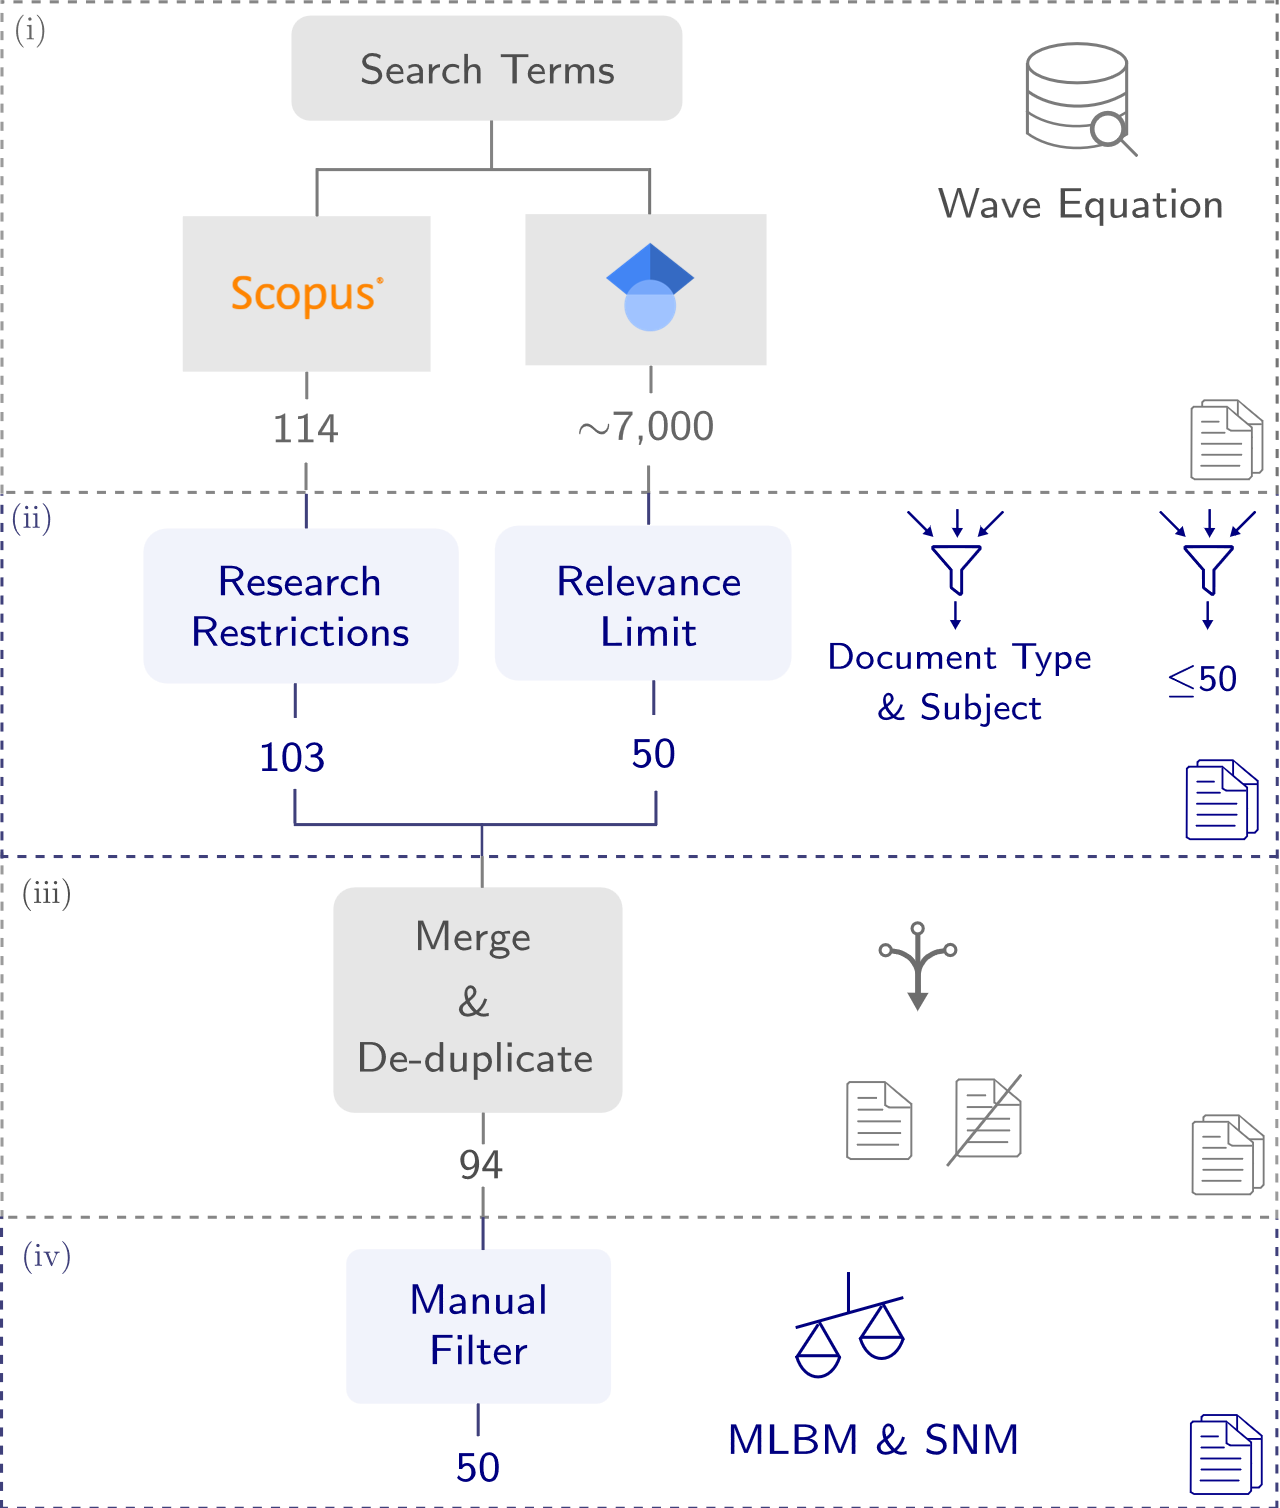 (i)
Search Terms
Wave Equation
Scopus®
114
~7,000
(ii)
Research
Restrictions
Relevance
Limit
Document Type
& Subject
≤50
103
50
(iii)
Merge
&
De-duplicate
94
(iv)
Manual
Filter
MLBM & SNM
50